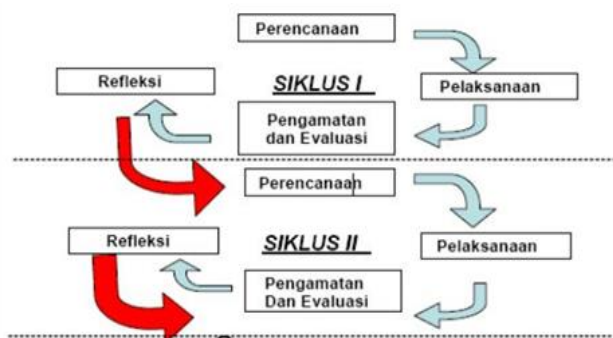 Perencanaan
Refleksi
SIKLUS I
Pelaksanaan
Pengamatan
dan Evaluasi
Perencanaan
Refleksi
SIKLUS II
Pelaksanaan
Pengamatan
Dan Evaluasi